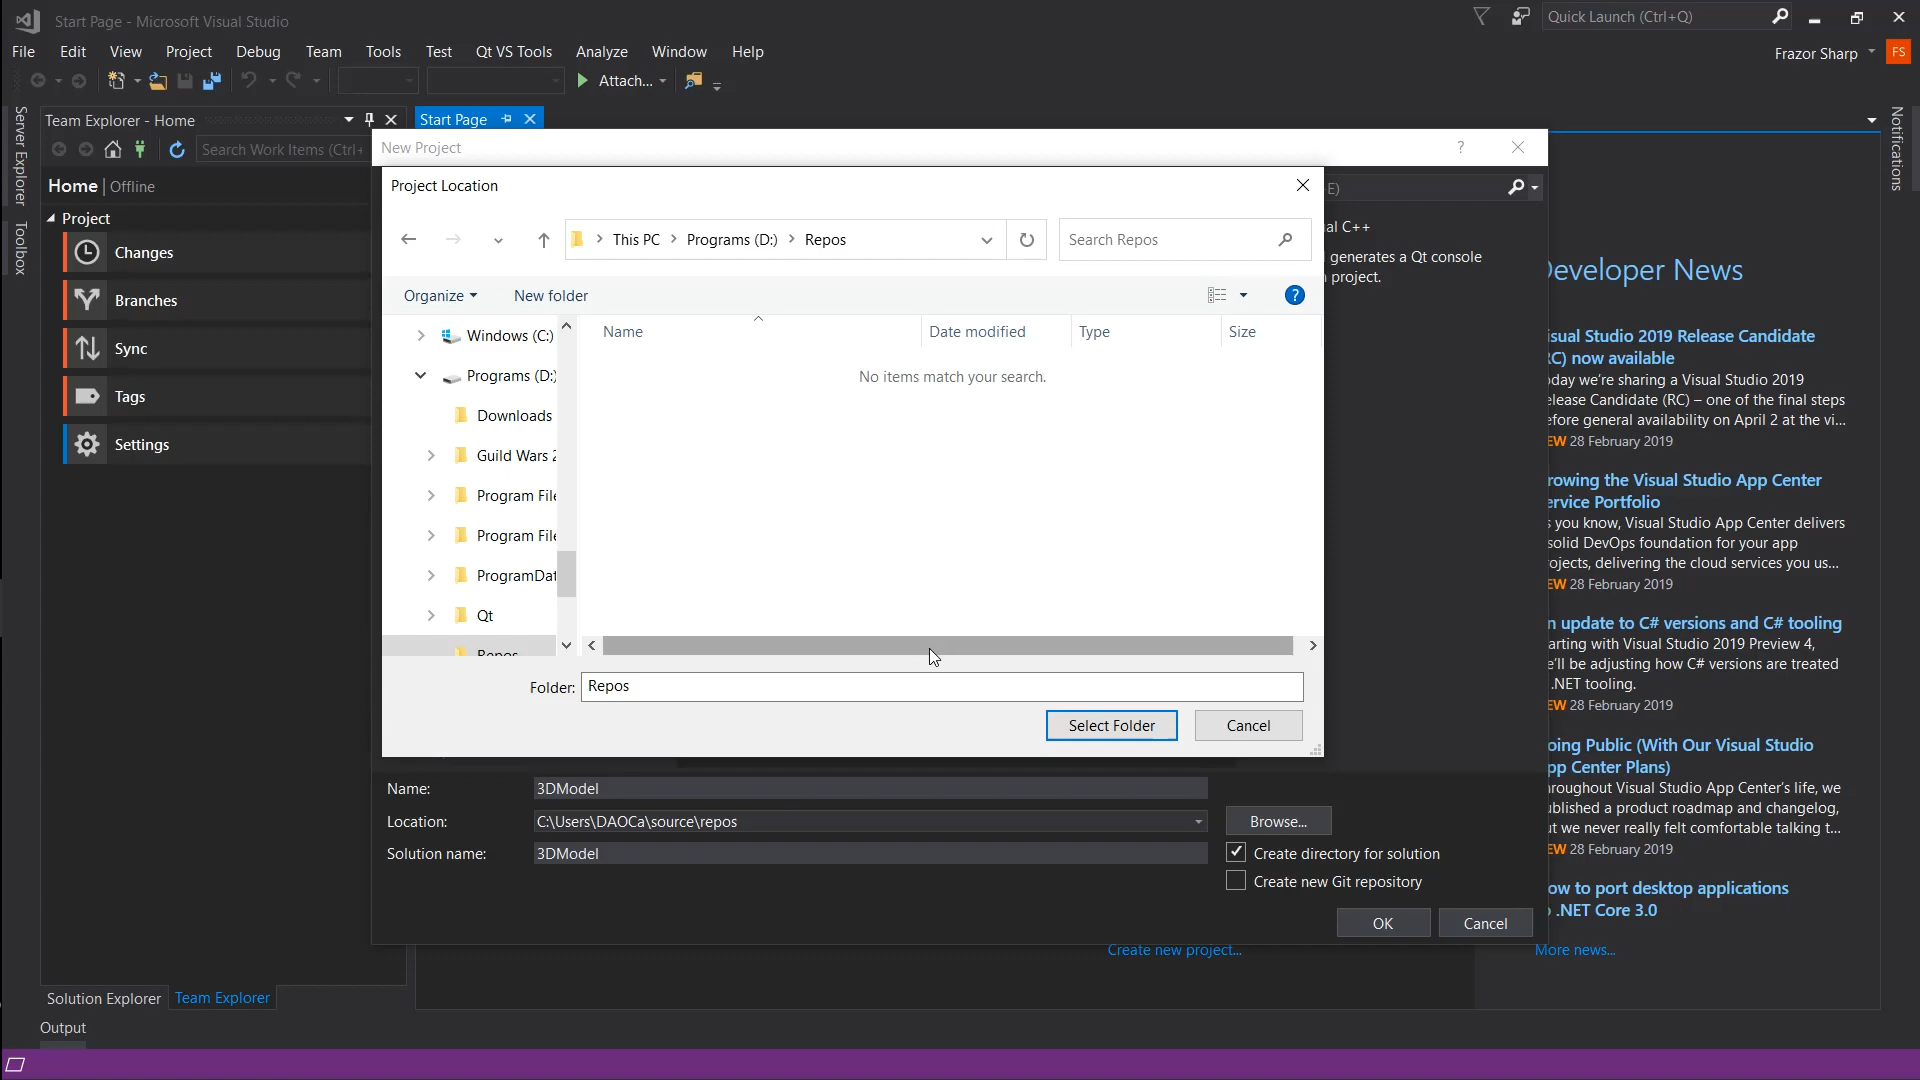 Start Page - Microsoft Visual Studio
Quick Launch (Ctrl+Q)
File Edit View Project Debug Team Tools Test Qt VS Tools Analyze Window Help
Frazor Sharp FS
Attach...
Server Explorer
Toolbox
Team Explorer - Home
Start Page
Notifications
Search Work Items (Ctrl+
Home | Offline
Project
Changes
Branches
Sync
Tags
Settings
New Project
?
E)
Project Location
This PC > Programs (D:) > Repos
Search Repos
Organize
New folder
?
Windows (C:)
Programs (D:)
Downloads
Guild Wars 2
Program File
Program File
ProgramDat
Qt
Repos
Name Date modified Type Size
No items match your search.
Folder: Repos
Select Folder Cancel
al C++
generates a Qt console
project.
Name: 3DModel
Location: C:\Users\DAOCa\source\repos
Browse...
Solution name: 3DModel
Create directory for solution
Create new Git repository
OK Cancel
Create new project...
Developer News
isual Studio 2019 Release Candidate
RC) now available
oday we're sharing a Visual Studio 2019
elease Candidate (RC) – one of the final steps
efore general availability on April 2 at the vi...
EW 28 February 2019
rowing the Visual Studio App Center
ervice Portfolio
s you know, Visual Studio App Center delivers
solid DevOps foundation for your app
ojects, delivering the cloud services you us...
EW 28 February 2019
n update to C# versions and C# tooling
arting with Visual Studio 2019 Preview 4,
e'll be adjusting how C# versions are treated
.NET tooling.
EW 28 February 2019
oing Public (With Our Visual Studio
pp Center Plans)
hroughout Visual Studio App Center's life, we
ublished a product roadmap and changelog,
ut we never really felt comfortable talking t...
EW 28 February 2019
ow to port desktop applications
.NET Core 3.0
More news...
Solution Explorer Team Explorer
Output